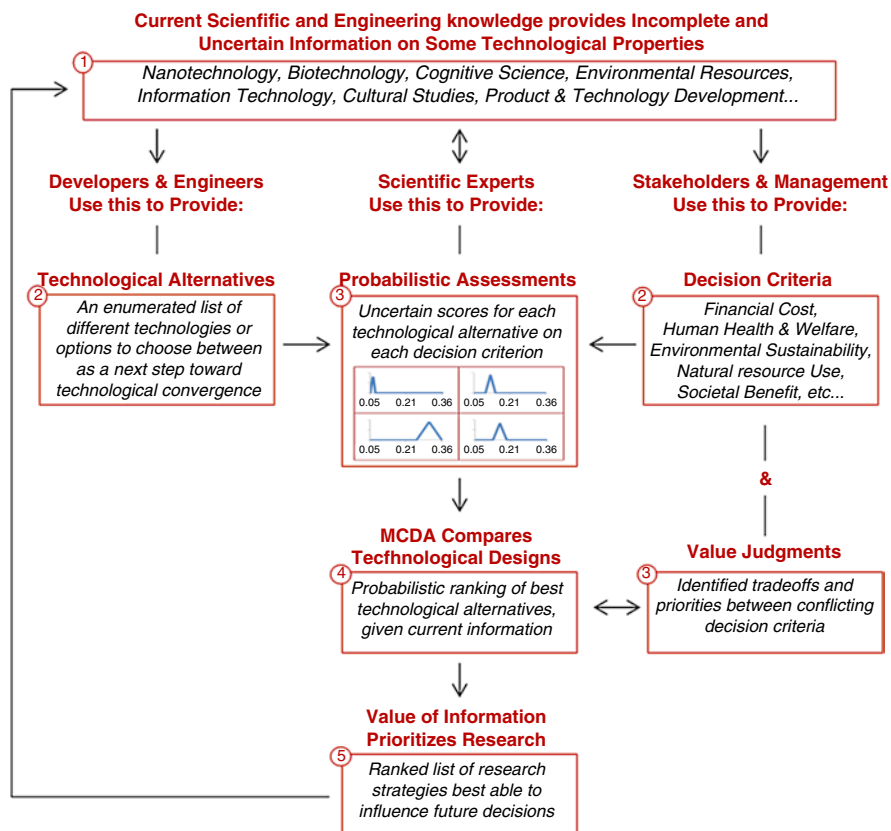 Current Scienfific and Engineering knowledge provides Incomplete and
Uncertain Information on Some Technological Properties
1
Nanotechnology, Biotechnology, Cognitive Science, Environmental Resources,
Information Technology, Cultural Studies, Product & Technology Development...
Developers & Engineers
Use this to Provide:
Scientific Experts
Use this to Provide:
Stakeholders & Management
Use this to Provide:
Technological Alternatives
2
An enumerated list of
different technologies or
options to choose between
as a next step toward
technological convergence
Probabilistic Assessments
3
Uncertain scores for each
technological alternative on
each decision criterion
0.05 0.21 0.36
0.05 0.21 0.36
0.05 0.21 0.36
0.05 0.21 0.36
Decision Criteria
2
Financial Cost,
Human Health & Welfare,
Environmental Sustainability,
Natural resource Use,
Societal Benefit, etc...
&
MCDA Compares
Tecfhnological Designs
4
Probabilistic ranking of best
technological alternatives,
given current information
Value Judgments
3
Identified tradeoffs and
priorities between conflicting
decision criteria
Value of Information
Prioritizes Research
5
Ranked list of research
strategies best able to
influence future decisions